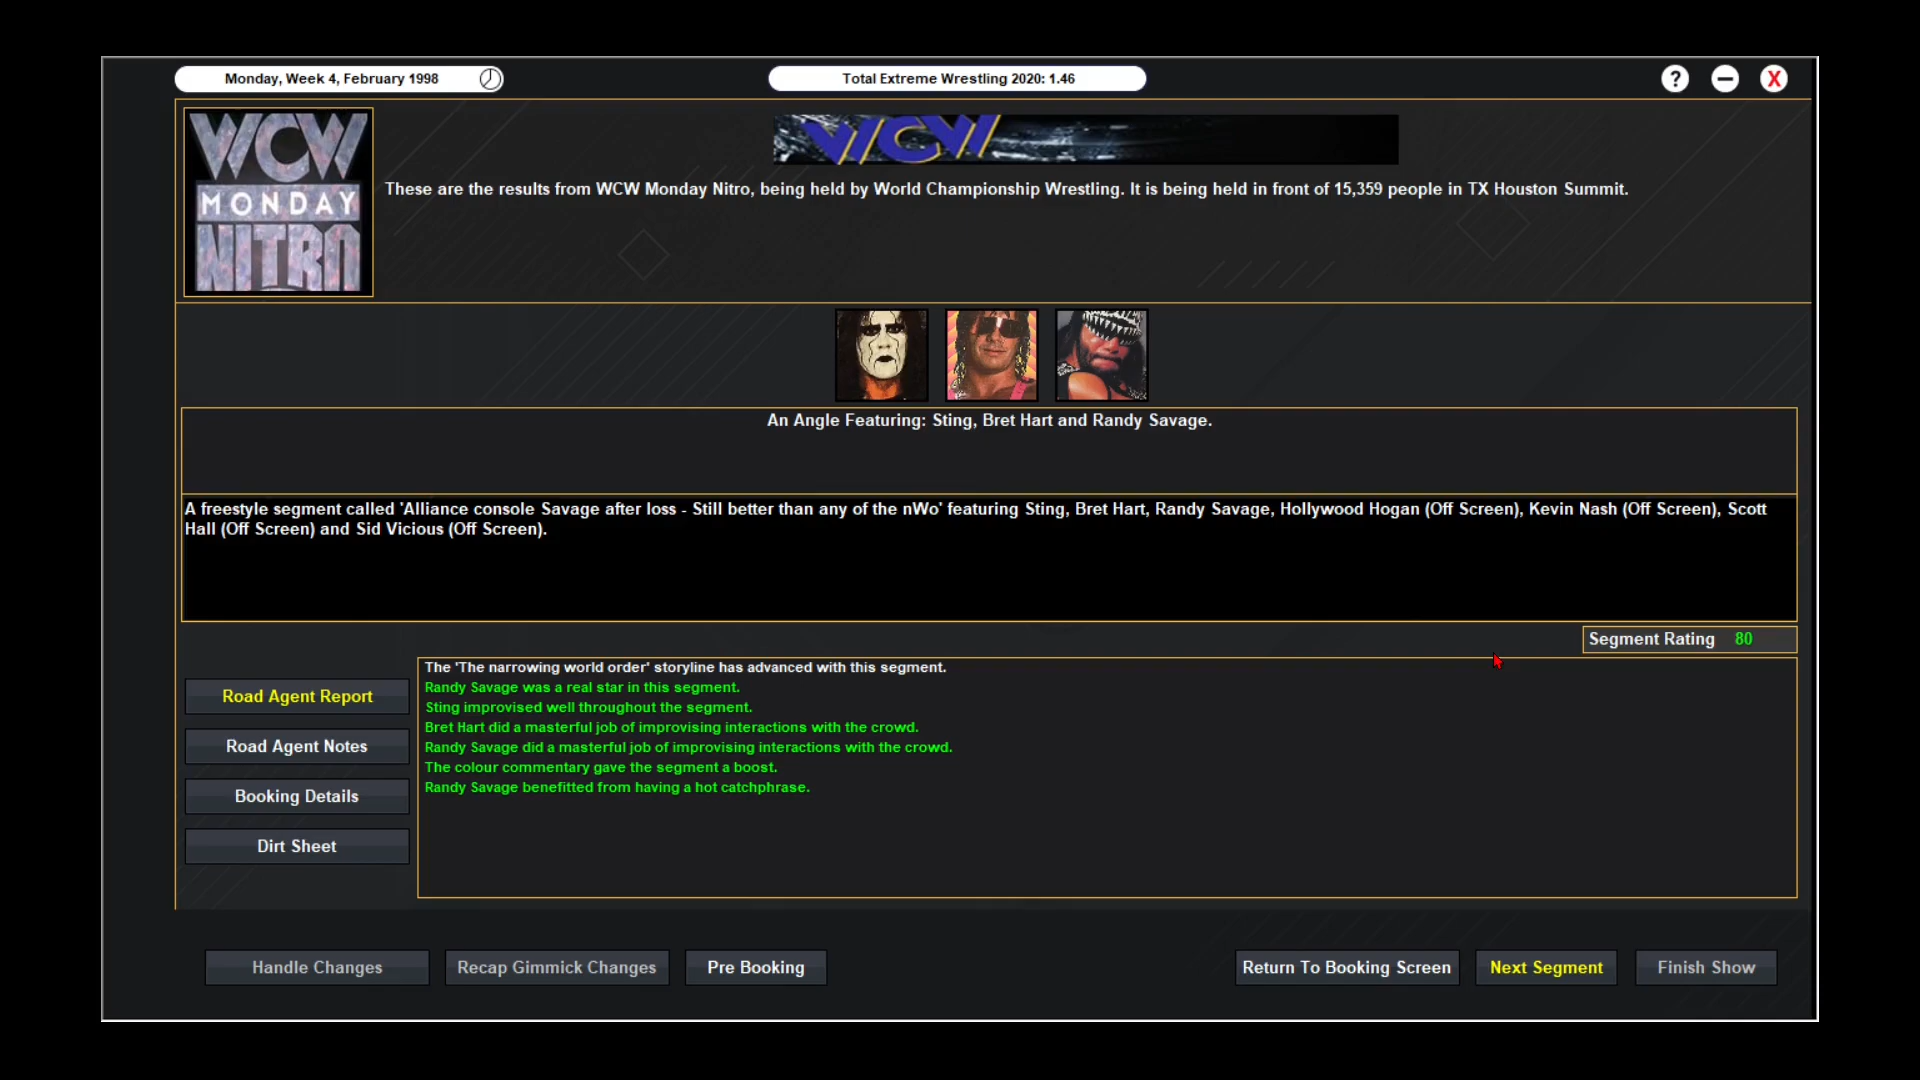 Monday, Week 4, February 1998
Total Extreme Wrestling 2020: 1.46
?
X
WCW
MONDAY
NITRO
WCW
These are the results from WCW Monday Nitro, being held by World Championship Wrestling. It is being held in front of 15,359 people in TX Houston Summit.
An Angle Featuring: Sting, Bret Hart and Randy Savage.
A freestyle segment called 'Alliance console Savage after loss - Still better than any of the nWo' featuring Sting, Bret Hart, Randy Savage, Hollywood Hogan (Off Screen), Kevin Nash (Off Screen), Scott
Hall (Off Screen) and Sid Vicious (Off Screen).
Segment Rating 80
The 'The narrowing world order' storyline has advanced with this segment.
Randy Savage was a real star in this segment.
Sting improvised well throughout the segment.
Bret Hart did a masterful job of improvising interactions with the crowd.
Randy Savage did a masterful job of improvising interactions with the crowd.
The colour commentary gave the segment a boost.
Randy Savage benefitted from having a hot catchphrase.
Road Agent Report
Road Agent Notes
Booking Details
Dirt Sheet
Handle Changes
Recap Gimmick Changes
Pre Booking
Return To Booking Screen
Next Segment
Finish Show